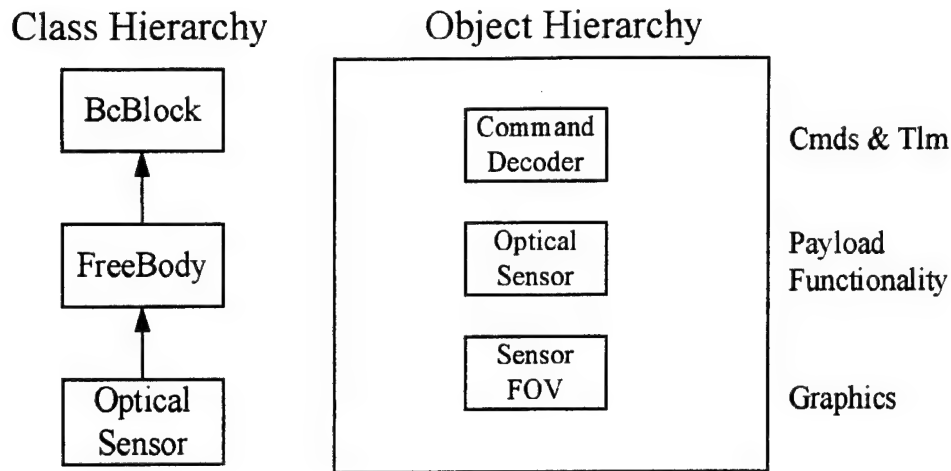 Class Hierarchy
BcBlock
FreeBody
Optical
Sensor
Object Hierarchy
Command
Decoder
Optical
Sensor
Sensor
FOV
Cmds & Tlm
Payload
Functionality
Graphics